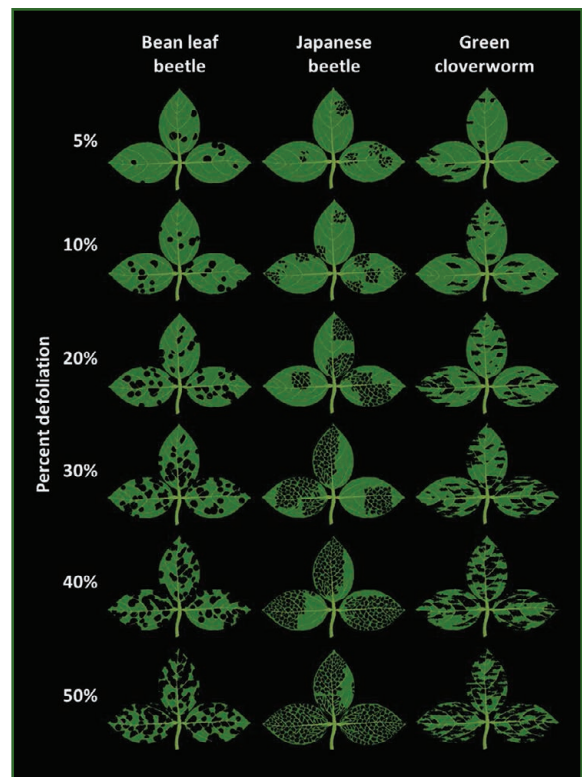 Bean leaf
beetle
Japanese
beetle
Green
cloverworm
Percent defoliation
5%
10%
20%
30%
40%
50%